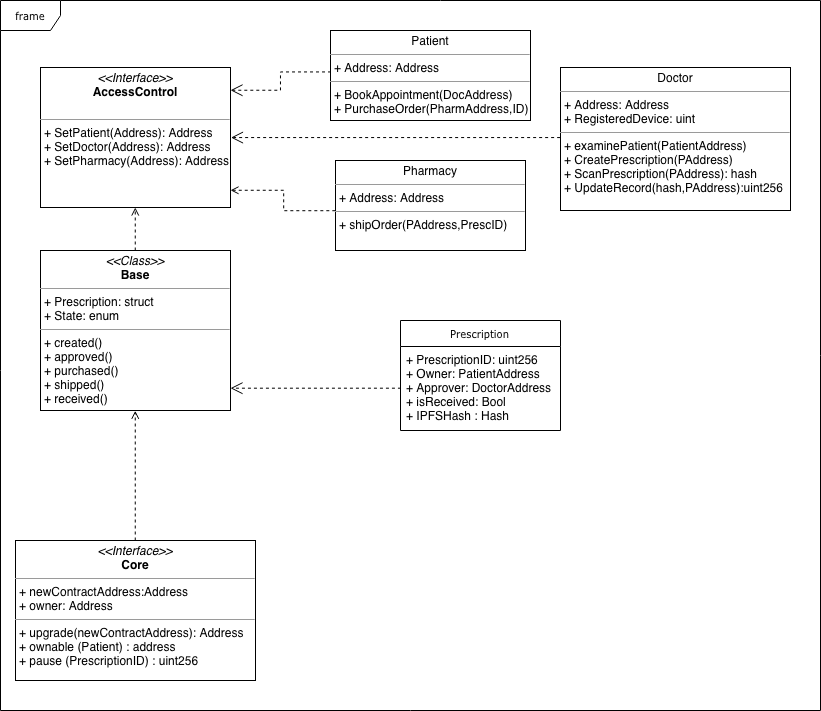 frame
<<Interface>>
AccessControl
+ SetPatient(Address): Address
+ SetDoctor(Address): Address
+ SetPharmacy(Address): Address
Patient
+ Address: Address
+ BookAppointment(DocAddress)
+ PurchaseOrder(PharmAddress,ID)
Doctor
+ Address: Address
+ RegisteredDevice: uint
+ examinePatient(PatientAddress)
+ CreatePrescription(PAddress)
+ ScanPrescription(PAddress): hash
+ UpdateRecord(hash,PAddress):uint256
Pharmacy
+ Address: Address
+ shipOrder(PAddress,PrescID)
<<Class>>
Base
+ Prescription: struct
+ State: enum
+ created()
+ approved()
+ purchased()
+ shipped()
+ received()
Prescription
+ PrescriptionID: uint256
+ Owner: PatientAddress
+ Approver: DoctorAddress
+ isReceived: Bool
+ IPFSHash : Hash
<<Interface>>
Core
+ newContractAddress:Address
+ owner: Address
+ upgrade(newContractAddress): Address
+ ownable (Patient) : address
+ pause (PrescriptionID) : uint256